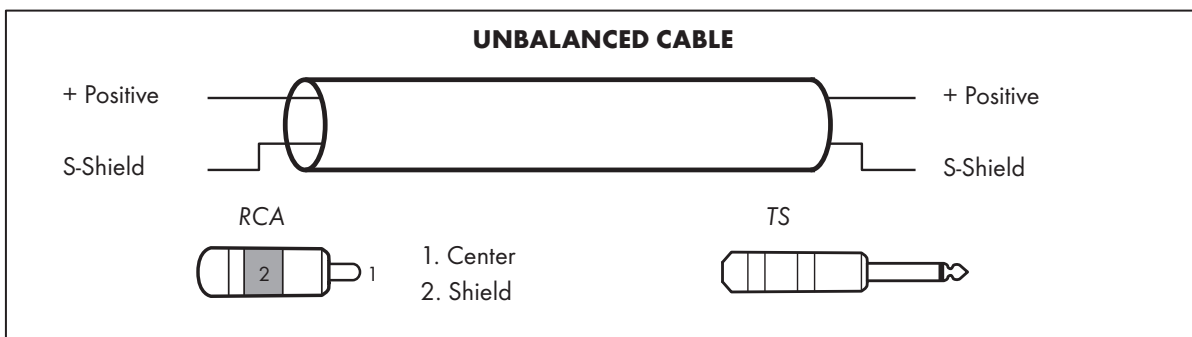 UNBALANCED CABLE
+ Positive
+ Positive
S-Shield
S-Shield
RCA
TS
2
1
1. Center
2. Shield